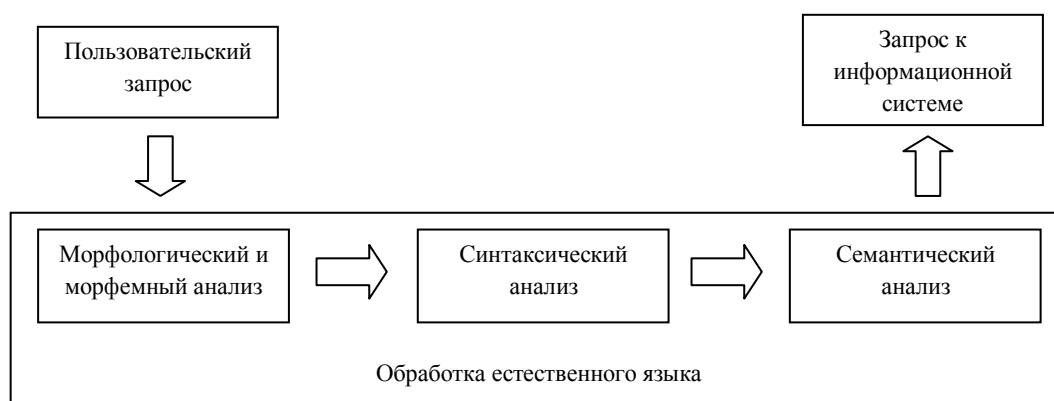 Пользовательский
запрос
Запрос к
информационной
системе
Морфологический и
морфемный анализ
Синтаксический
анализ
Семантический
анализ
Обработка естественного языка